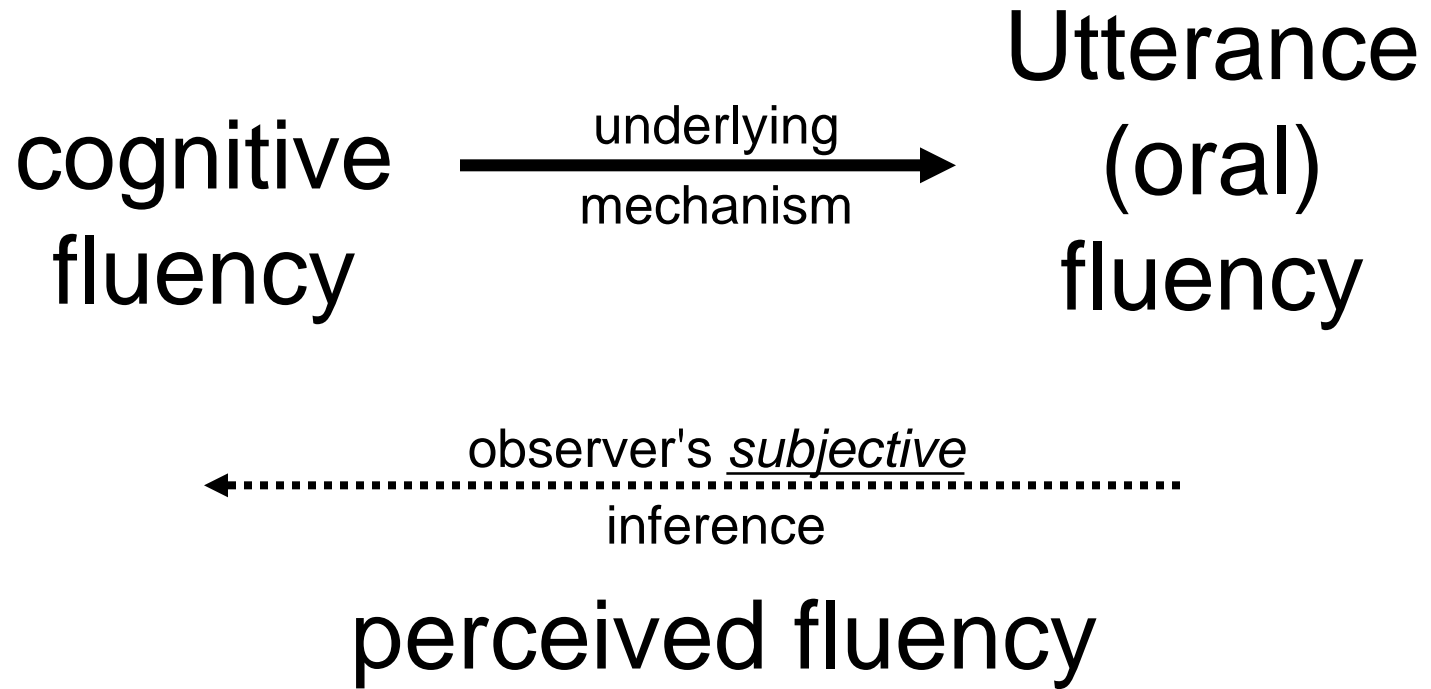 cognitive
fluency
underlying
mechanism
Utterance
(oral)
fluency
observer's subjective
inference
perceived fluency